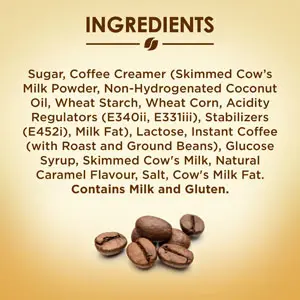 INGREDIENTS
Sugar, Coffee Creamer (Skimmed Cow's
Milk Powder, Non-Hydrogenated Coconut
Oil, Wheat Starch, Wheat Corn, Acidity
Regulators (E340ii, E331iii), Stabilizers
(E452i), Milk Fat), Lactose, Instant Coffee
(with Roast and Ground Beans), Glucose
Syrup, Skimmed Cow's Milk, Natural
Caramel Flavour, Salt, Cow's Milk Fat.
Contains Milk and Gluten.